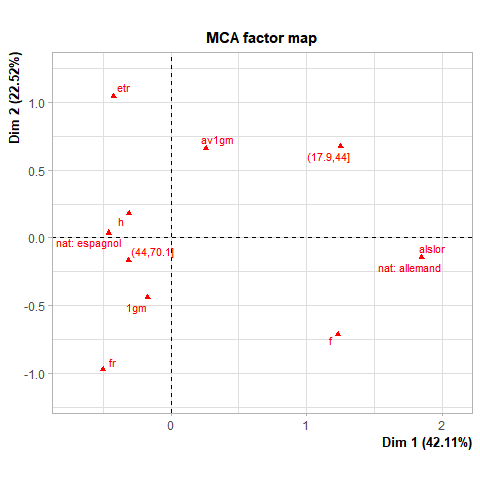 MCA factor map
Dim 2 (22.52%)
1.0
0.5
0.0
-0.5
-1.0
etr
av1gm
(17.9,44]
h
nat: espagnol
(44,70.1]
alslor
nat: allemand
1gm
f
fr
0
1
2
Dim 1 (42.11%)